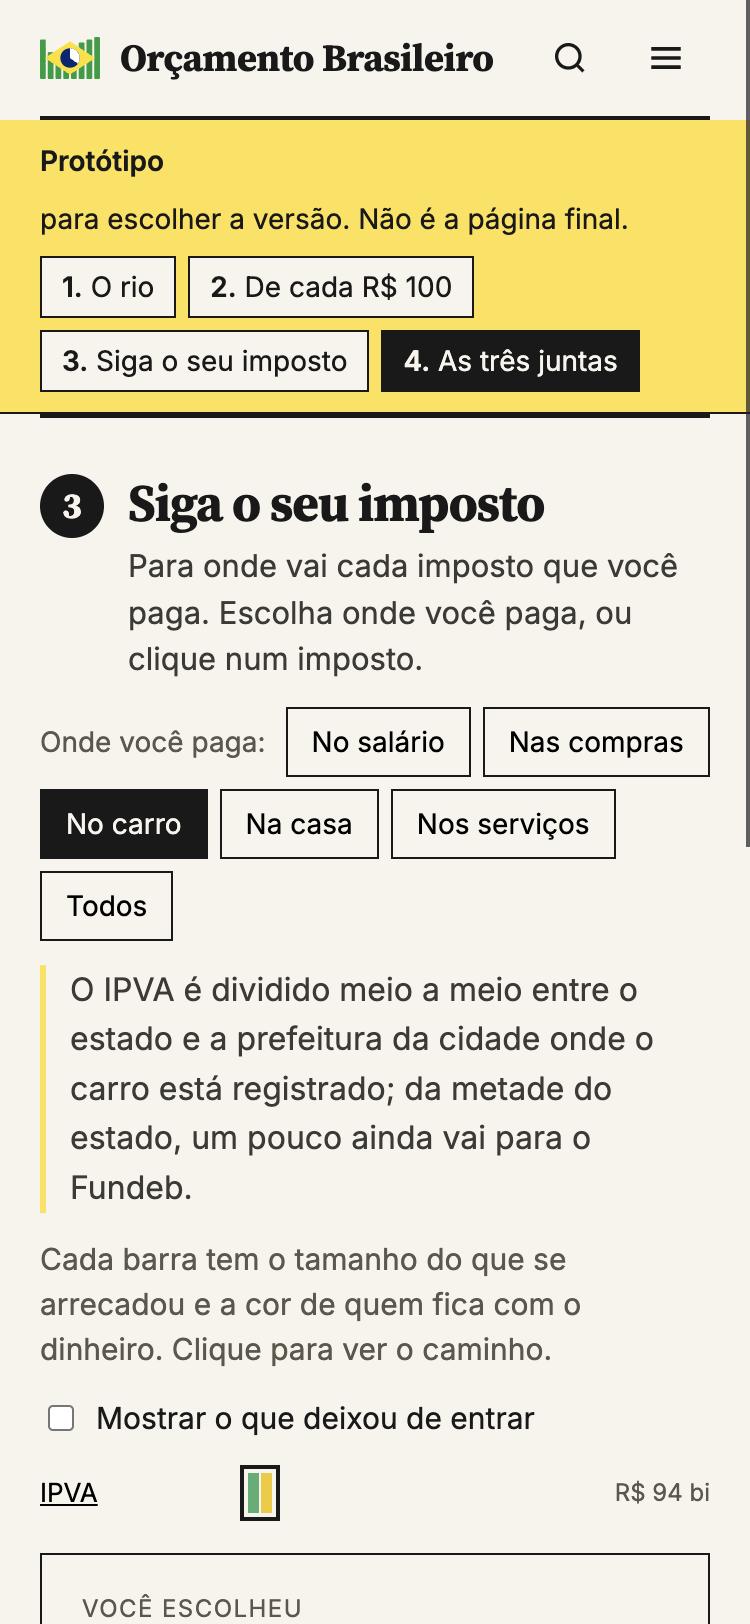 Orçamento Brasileiro
Protótipo
para escolher a versão. Não é a página final.
1. O rio
2. De cada R$ 100
3. Siga o seu imposto
4. As três juntas
3
Siga o seu imposto
Para onde vai cada imposto que você
paga. Escolha onde você paga, ou
clique num imposto.
Onde você paga:
No salário
Nas compras
No carro
Na casa
Nos serviços
Todos
O IPVA é dividido meio a meio entre o
estado e a prefeitura da cidade onde o
carro está registrado; da metade do
estado, um pouco ainda vai para o
Fundeb.
Cada barra tem o tamanho do que se
arrecadou e a cor de quem fica com o
dinheiro. Clique para ver o caminho.
Mostrar o que deixou de entrar
IPVA
R$ 94 bi
VOCÊ ESCOLHEU